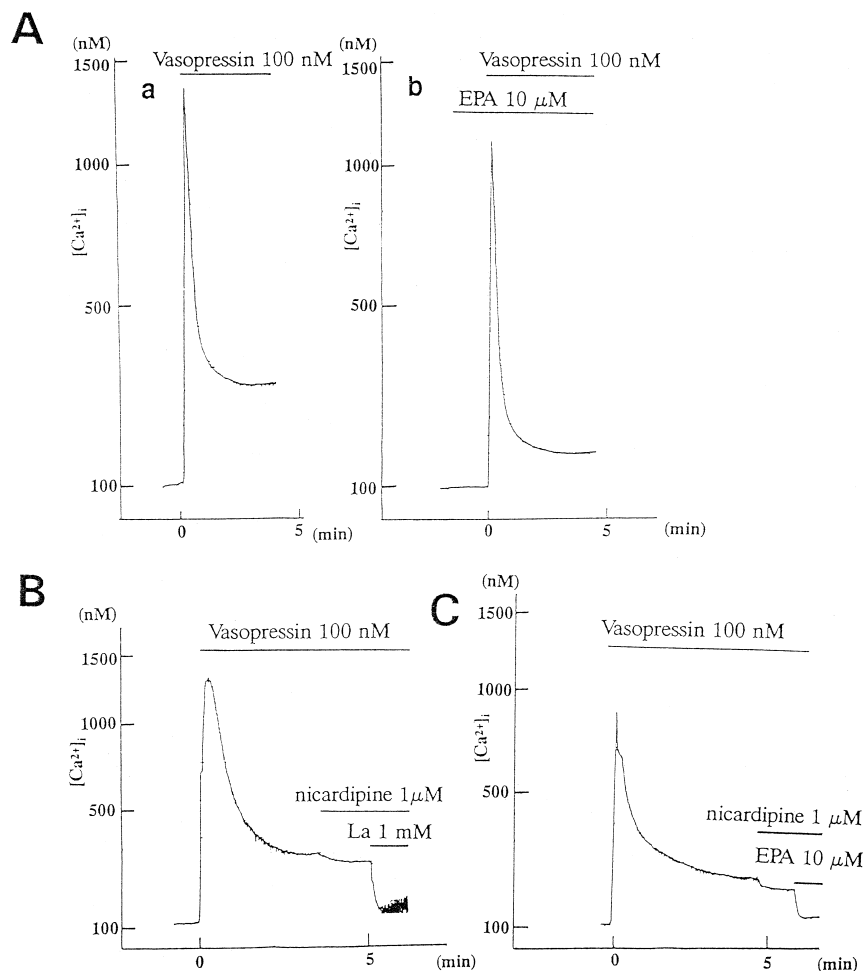 A
(nM)
1500
Vasopressin 100 nM
a
1000
[Ca²⁺]ᵢ
500
100
0
5
(min)
(nM)
1500
Vasopressin 100 nM
b
EPA 10 μM
1000
[Ca²⁺]ᵢ
500
100
0
5
(min)
B
(nM)
Vasopressin 100 nM
1500
1000
[Ca²⁺]ᵢ
500
nicardipine 1μM
La 1 mM
100
0
5
(min)
C
(nM)
1500
Vasopressin 100 nM
1000
[Ca²⁺]ᵢ
500
nicardipine 1 μM
EPA 10 μM
100
0
5
(min)